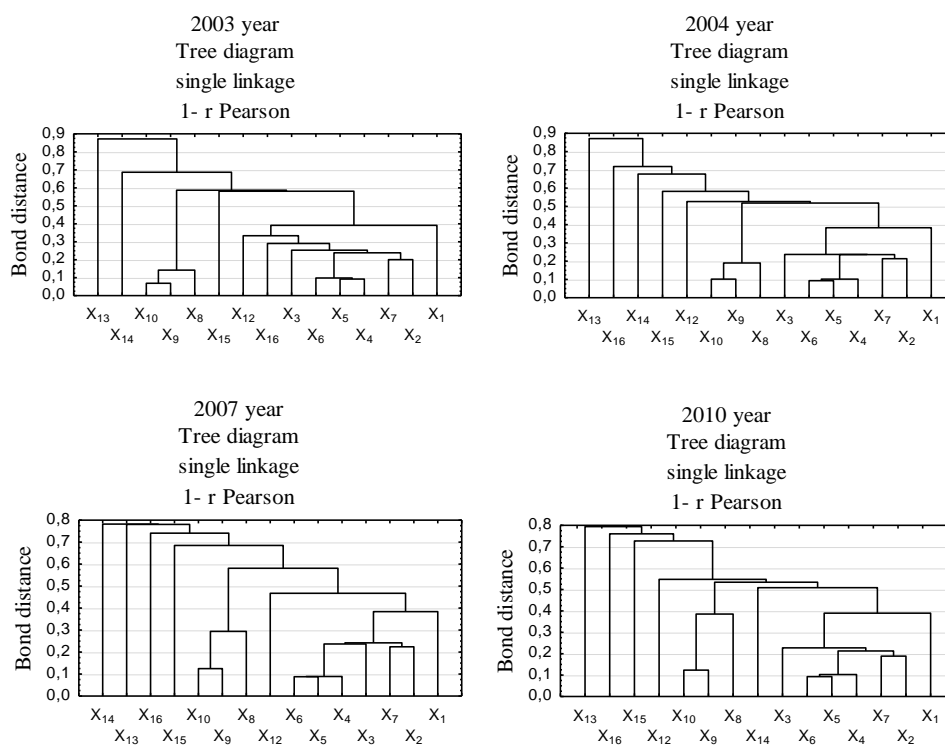 2003 year
Tree diagram
single linkage
1- r Pearson
Bond distance
0,9
0,8
0,7
0,6
0,5
0,4
0,3
0,2
0,1
0,0
X13 X10 X8 X12 X3 X5 X7 X1
X14 X9 X15 X16 X6 X4 X2
2004 year
Tree diagram
single linkage
1- r Pearson
Bond distance
0,9
0,8
0,7
0,6
0,5
0,4
0,3
0,2
0,1
0,0
X13 X14 X12 X9 X3 X5 X7 X1
X16 X15 X10 X8 X6 X4 X2
2007 year
Tree diagram
single linkage
1- r Pearson
Bond distance
0,8
0,7
0,6
0,5
0,4
0,3
0,2
0,1
0,0
X14 X16 X10 X8 X6 X4 X7 X1
X13 X15 X9 X12 X5 X3 X2
2010 year
Tree diagram
single linkage
1- r Pearson
Bond distance
0,8
0,7
0,6
0,5
0,4
0,3
0,2
0,1
0,0
X13 X15 X10 X8 X3 X5 X7 X1
X16 X12 X9 X14 X6 X4 X2